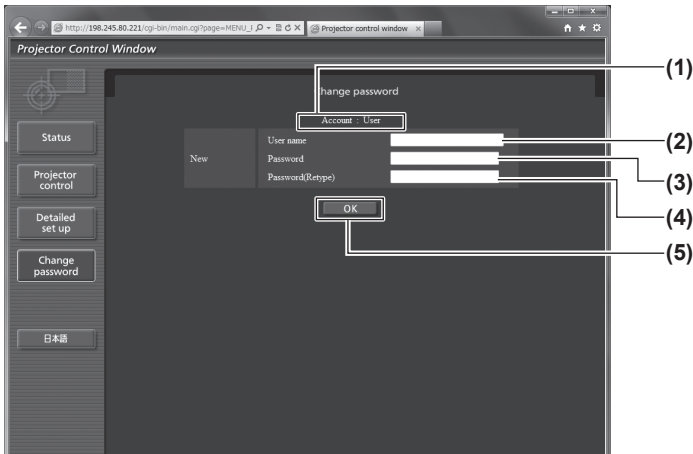 http://198.245.80.221/cgi-bin/main.cgi?page=MENU_
Projector control window
Projector Control Window
Change password
Account : User
New
User name
Password
Password(Retype)
OK
Status
Projector control
Detailed set up
Change password
日本語
(1)
(2)
(3)
(4)
(5)